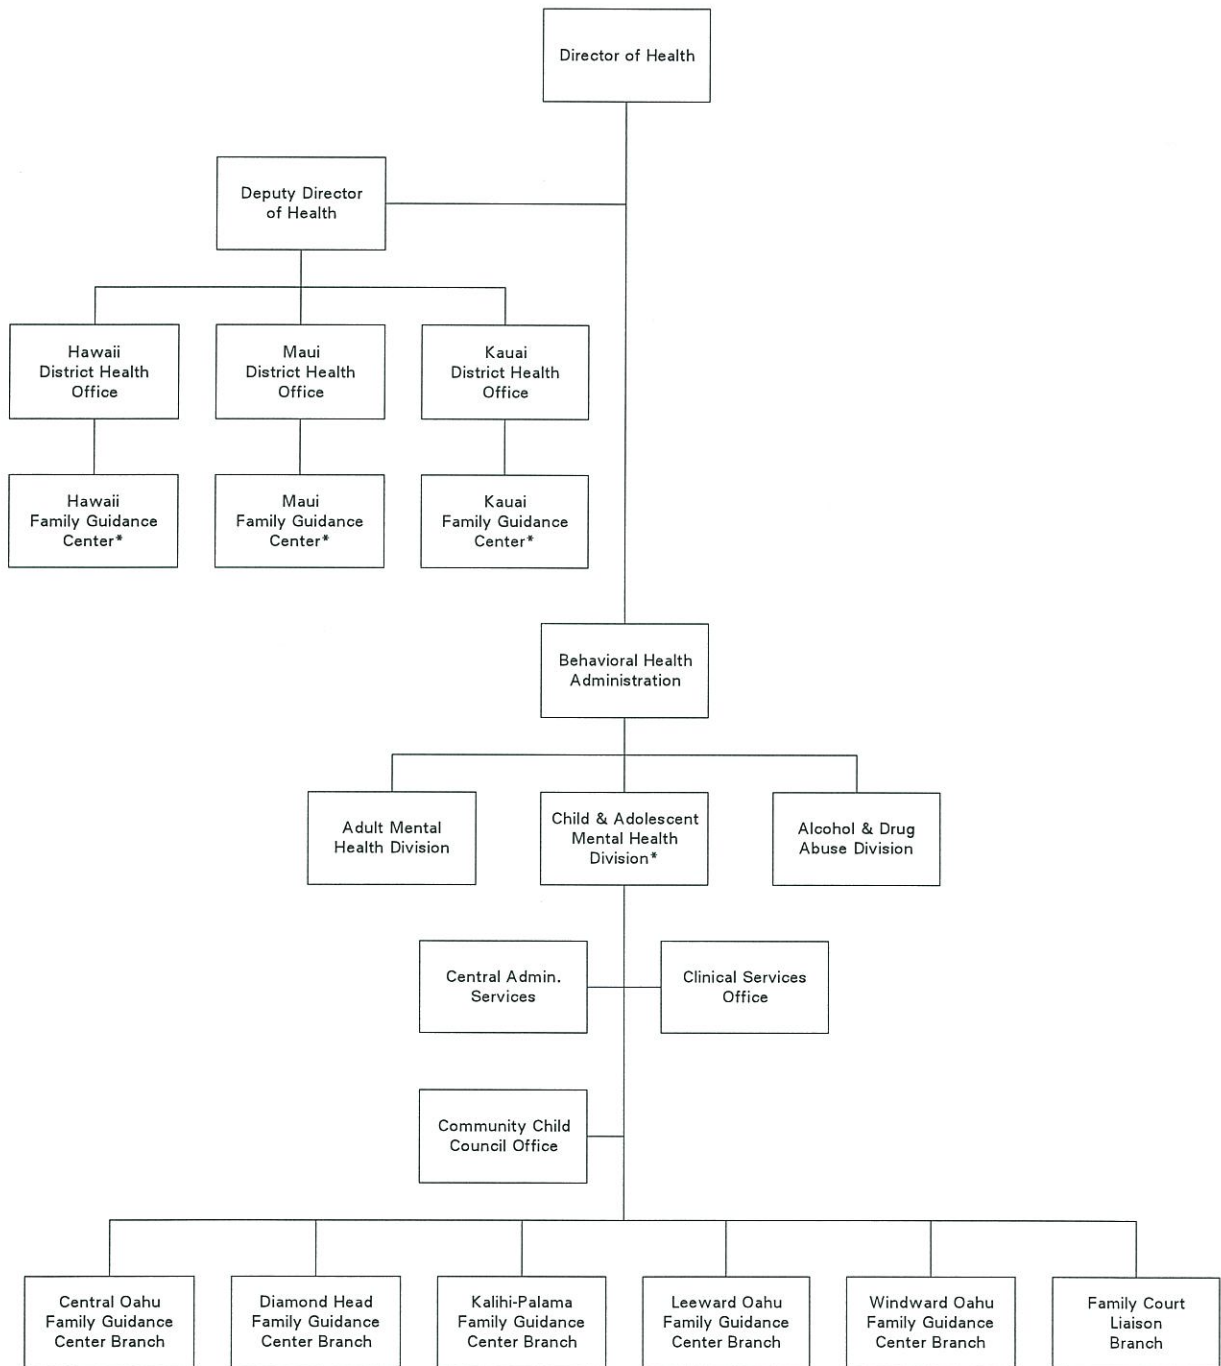 Director of Health
Deputy Director
of Health
Hawaii
District Health
Office
Maui
District Health
Office
Kauai
District Health
Office
Hawaii
Family Guidance
Center*
Maui
Family Guidance
Center*
Kauai
Family Guidance
Center*
Behavioral Health
Administration
Adult Mental
Health Division
Child & Adolescent
Mental Health
Division*
Alcohol & Drug
Abuse Division
Central Admin.
Services
Clinical Services
Office
Community Child
Council Office
Central Oahu
Family Guidance
Center Branch
Diamond Head
Family Guidance
Center Branch
Kalihi-Palama
Family Guidance
Center Branch
Leeward Oahu
Family Guidance
Center Branch
Windward Oahu
Family Guidance
Center Branch
Family Court
Liaison
Branch